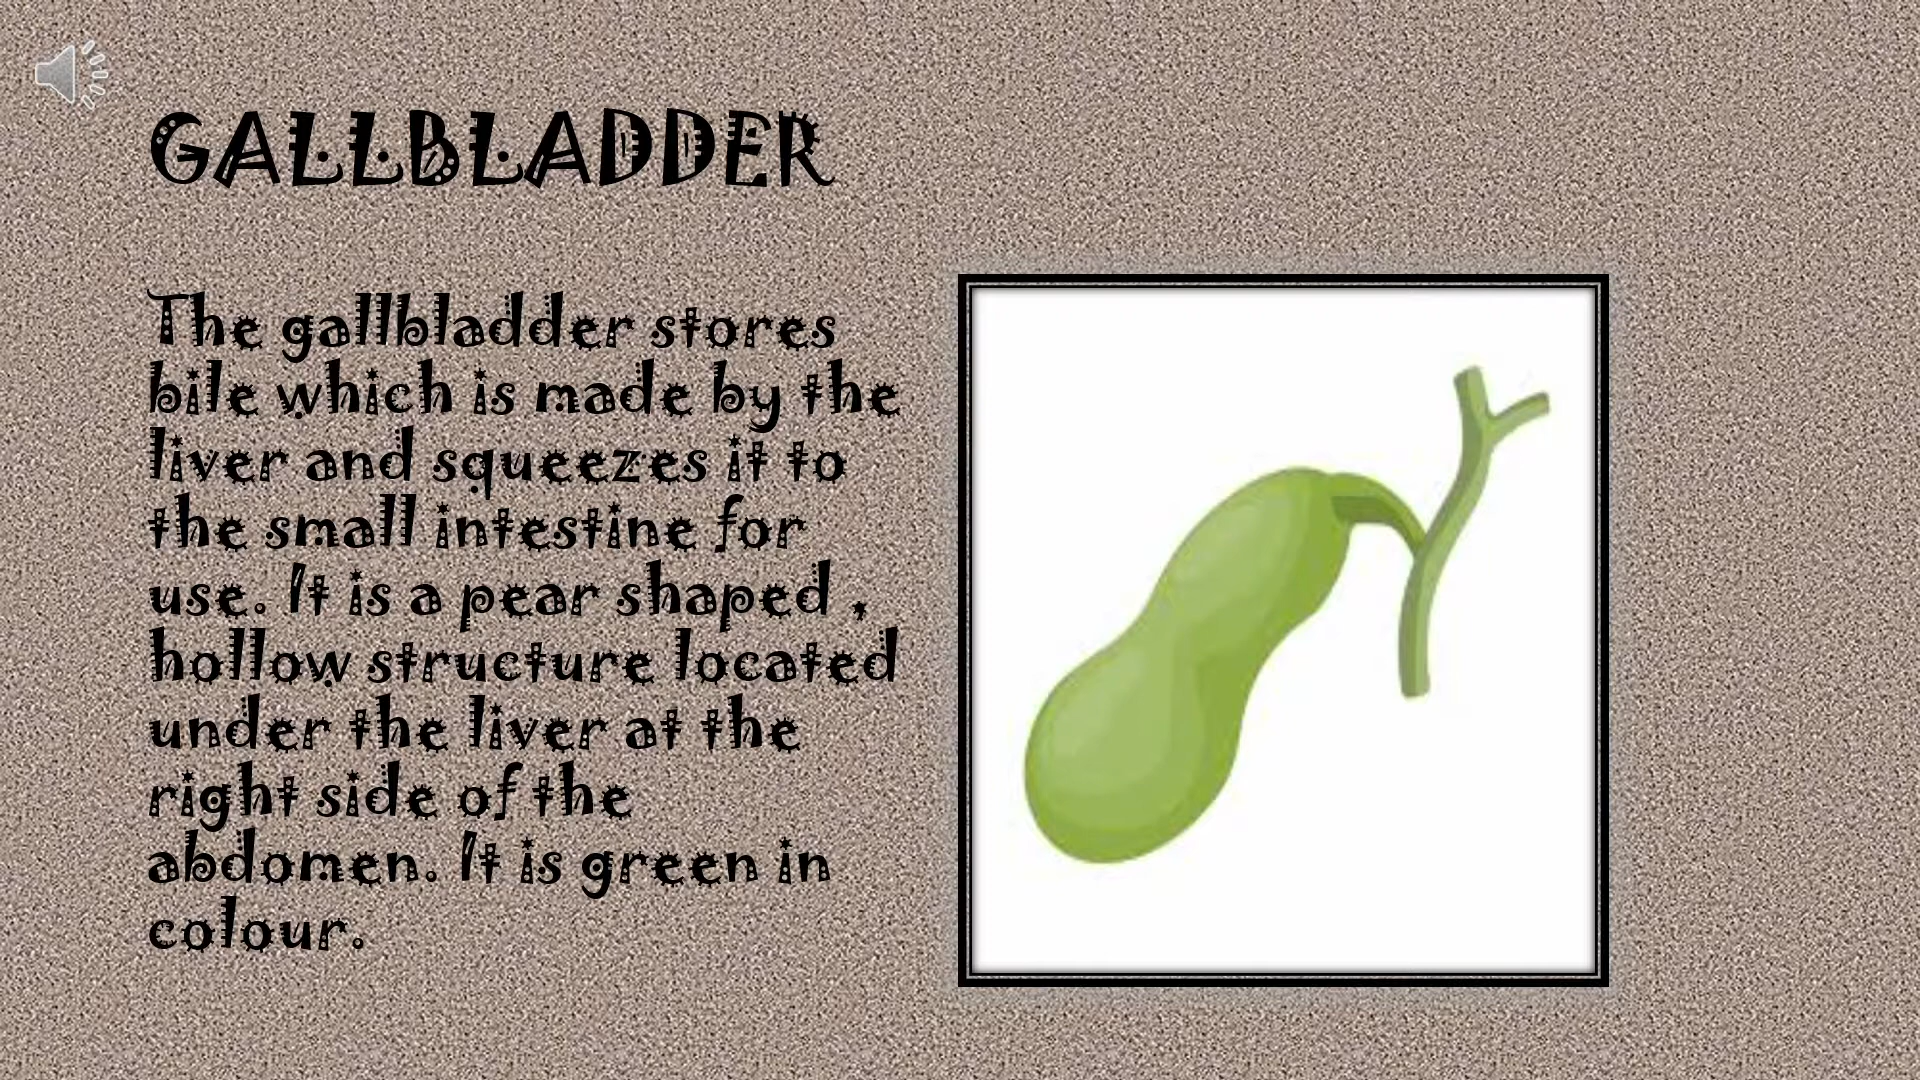 GALLBLADDER
The gallbladder stores
bile which is made by the
liver and squeezes it to
the small intestine for
use. It is a pear shaped ,
hollow structure located
under the liver at the
right side of the
abdomen. It is green in
colour.